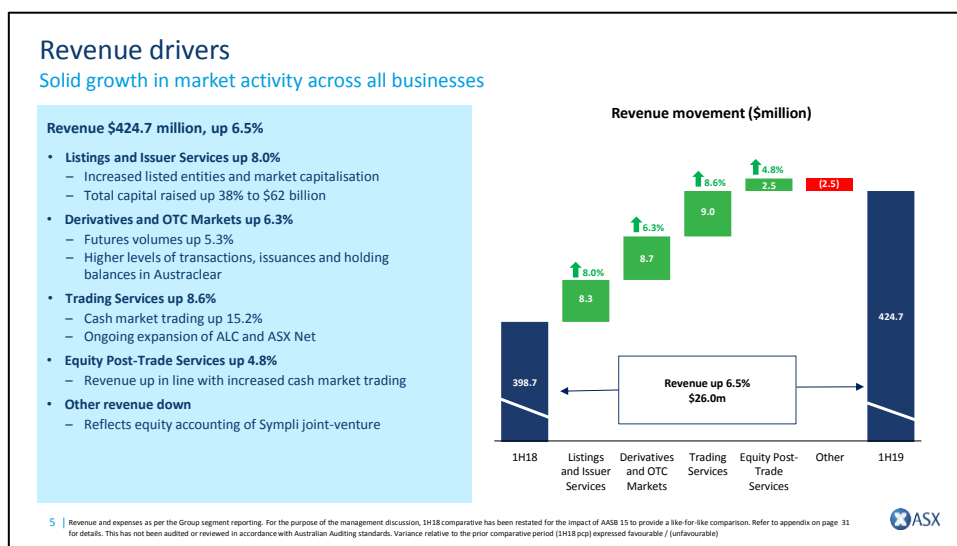 Revenue drivers
Solid growth in market activity across all businesses
Revenue $424.7 million, up 6.5%
• Listings and Issuer Services up 8.0%
– Increased listed entities and market capitalisation
– Total capital raised up 38% to $62 billion
• Derivatives and OTC Markets up 6.3%
– Futures volumes up 5.3%
– Higher levels of transactions, issuances and holding
balances in Austraclear
• Trading Services up 8.6%
– Cash market trading up 15.2%
– Ongoing expansion of ALC and ASX Net
• Equity Post-Trade Services up 4.8%
– Revenue up in line with increased cash market trading
• Other revenue down
– Reflects equity accounting of Sympli joint-venture
Revenue movement ($million)
398.7
8.0%
8.3
6.3%
8.7
8.6%
9.0
4.8%
2.5
(2.5)
424.7
Revenue up 6.5%
$26.0m
1H18
Listings
and Issuer
Services
Derivatives
and OTC
Markets
Trading
Services
Equity Post-
Trade
Services
Other
1H19
5 | Revenue and expenses as per the Group segment reporting. For the purpose of the management discussion, 1H18 comparative has been restated for the impact of AASB 15 to provide a like-for-like comparison. Refer to appendix on page 31
for details. This has not been audited or reviewed in accordance with Australian Auditing standards. Variance relative to the prior comparative period (1H18 pcp) expressed favourable / (unfavourable)
ASX